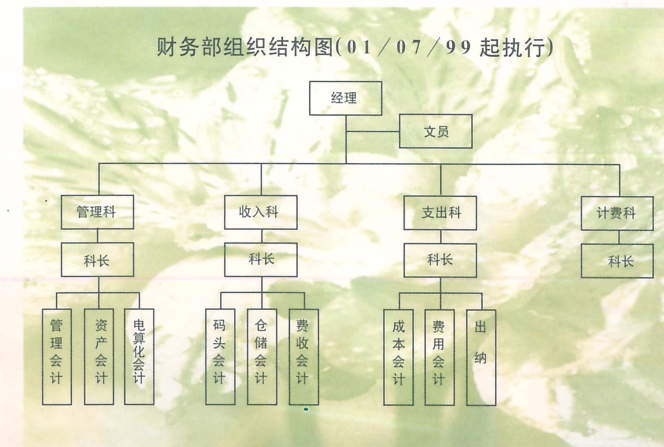 财务部组织结构图(01/07/99 起执行)
经理
文员
管理科
收入科
支出科
计费科
科长
科长
科长
科长
管理会计
资产会计
电算化会计
码头会计
仓储会计
费收会计
成本会计
费用会计
出纳